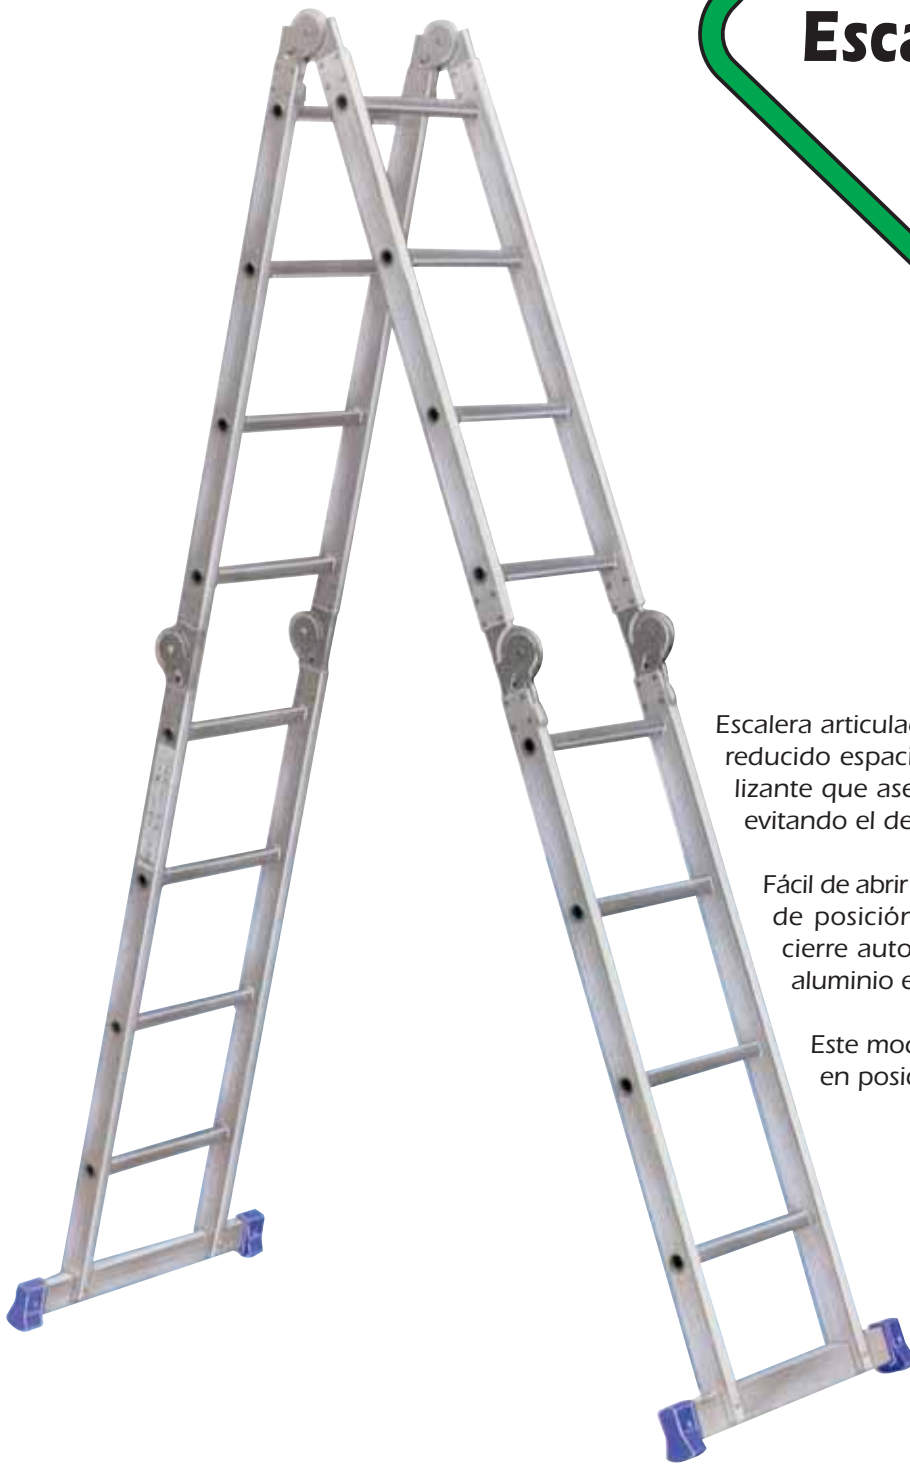 Esca
Escalera articulad
reducido espaci
lizante que ase
evitando el de
Fácil de abrir
de posición
cierre auto
aluminio e
Este mod
en posic